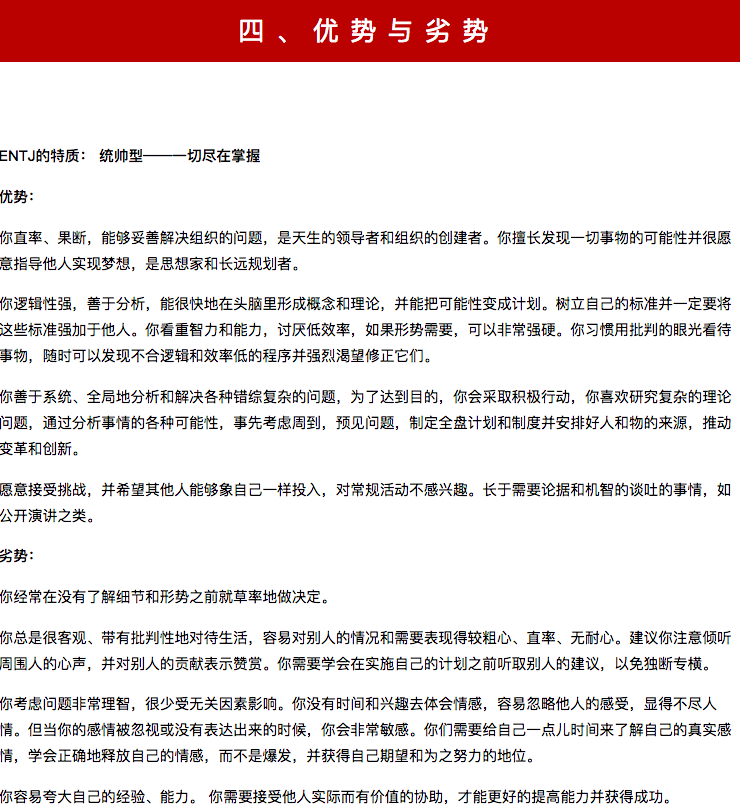 四、优势与劣势
ENTJ的特质： 统帅型———一切尽在掌握
优势：
你直率、果断，能够妥善解决组织的问题，是天生的领导者和组织的创建者。你擅长发现一切事物的可能性并很愿
意指导他人实现梦想，是思想家和长远规划者。
你逻辑性强，善于分析，能很快地在头脑里形成概念和理论，并能把可能性变成计划。树立自己的标准并一定要将
这些标准强加于他人。你看重智力和能力，讨厌低效率，如果形势需要，可以非常强硬。你习惯用批判的眼光看待
事物，随时可以发现不合逻辑和效率低的程序并强烈渴望修正它们。
你善于系统、全局地分析和解决各种错综复杂的问题，为了达到目的，你会采取积极行动，你喜欢研究复杂的理论
问题，通过分析事情的各种可能性，事先考虑周到，预见问题，制定全盘计划和制度并安排好人和物的来源，推动
变革和创新。
愿意接受挑战，并希望其他人能够象自己一样投入，对常规活动不感兴趣。长于需要论据和机智的谈吐的事情，如
公开演讲之类。
劣势：
你经常在没有了解细节和形势之前就草率地做决定。
你总是很客观、带有批判性地对待生活，容易对别人的情况和需要表现得较粗心、直率、无耐心。建议你注意倾听
周围人的心声，并对别人的贡献表示赞赏。你需要学会在实施自己的计划之前听取别人的建议，以免独断专横。
你考虑问题非常理智，很少受无关因素影响。你没有时间和兴趣去体会情感，容易忽略他人的感受，显得不尽人
情。但当你的感情被忽视或没有表达出来的时候，你会非常敏感。你们需要给自己一点儿时间来了解自己的真实感
情，学会正确地释放自己的情感，而不是爆发，并获得自己期望和为之努力的地位。
你容易夸大自己的经验、能力。 你需要接受他人实际而有价值的协助，才能更好的提高能力并获得成功。